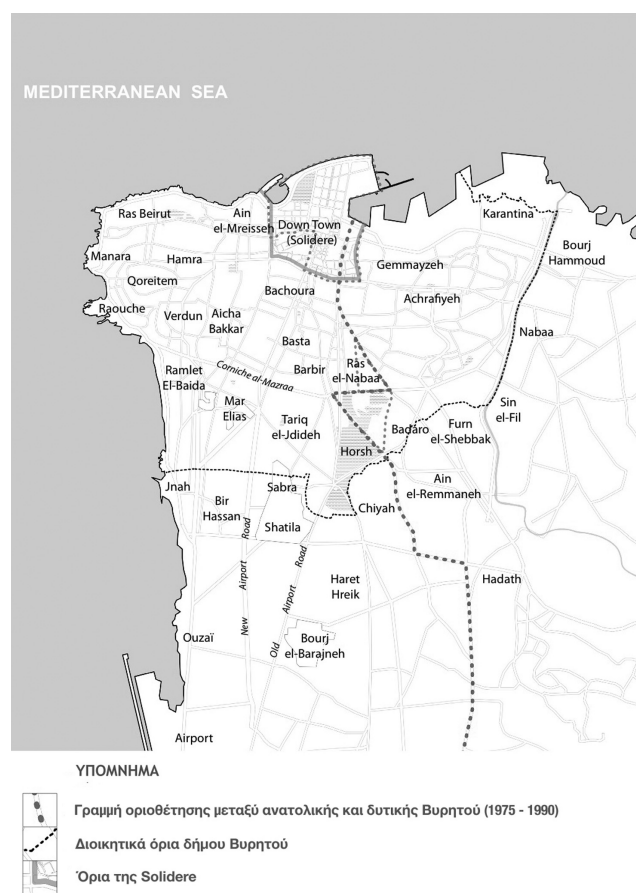 MEDITERRANEAN SEA
Ras Beirut
Ain
el-Mreisseh
Down Town
(Solidere)
Karantina
Bourj
Hammoud
Manara
Hamra
Gemmayzeh
Qoreitem
Bachoura
Achrafiyeh
Raouche
Verdun
Aicha
Bakkar
Nabaa
Basta
Ras
el-Nabaa
Ramlet
El-Baida
Corniche al-Mazraa
Barbir
Mar
Elias
Tariq
el-Jdideh
Badaro
Furn
el-Shebbak
Sin
el-Fil
Horsh
Jnah
Bir
Hassan
Sabra
Ain
el-Remmaneh
Chiyah
Shatila
New Airport Road
Old Airport Road
Haret
Hreik
Hadath
Ouzaï
Bourj
el-Barajneh
Airport
ΥΠΟΜΝΗΜΑ
Γραμμή οριοθέτησης μεταξύ ανατολικής και δυτικής Βυρητού (1975 - 1990)
Διοικητικά όρια δήμου Βυρητού
Όρια της Solidere